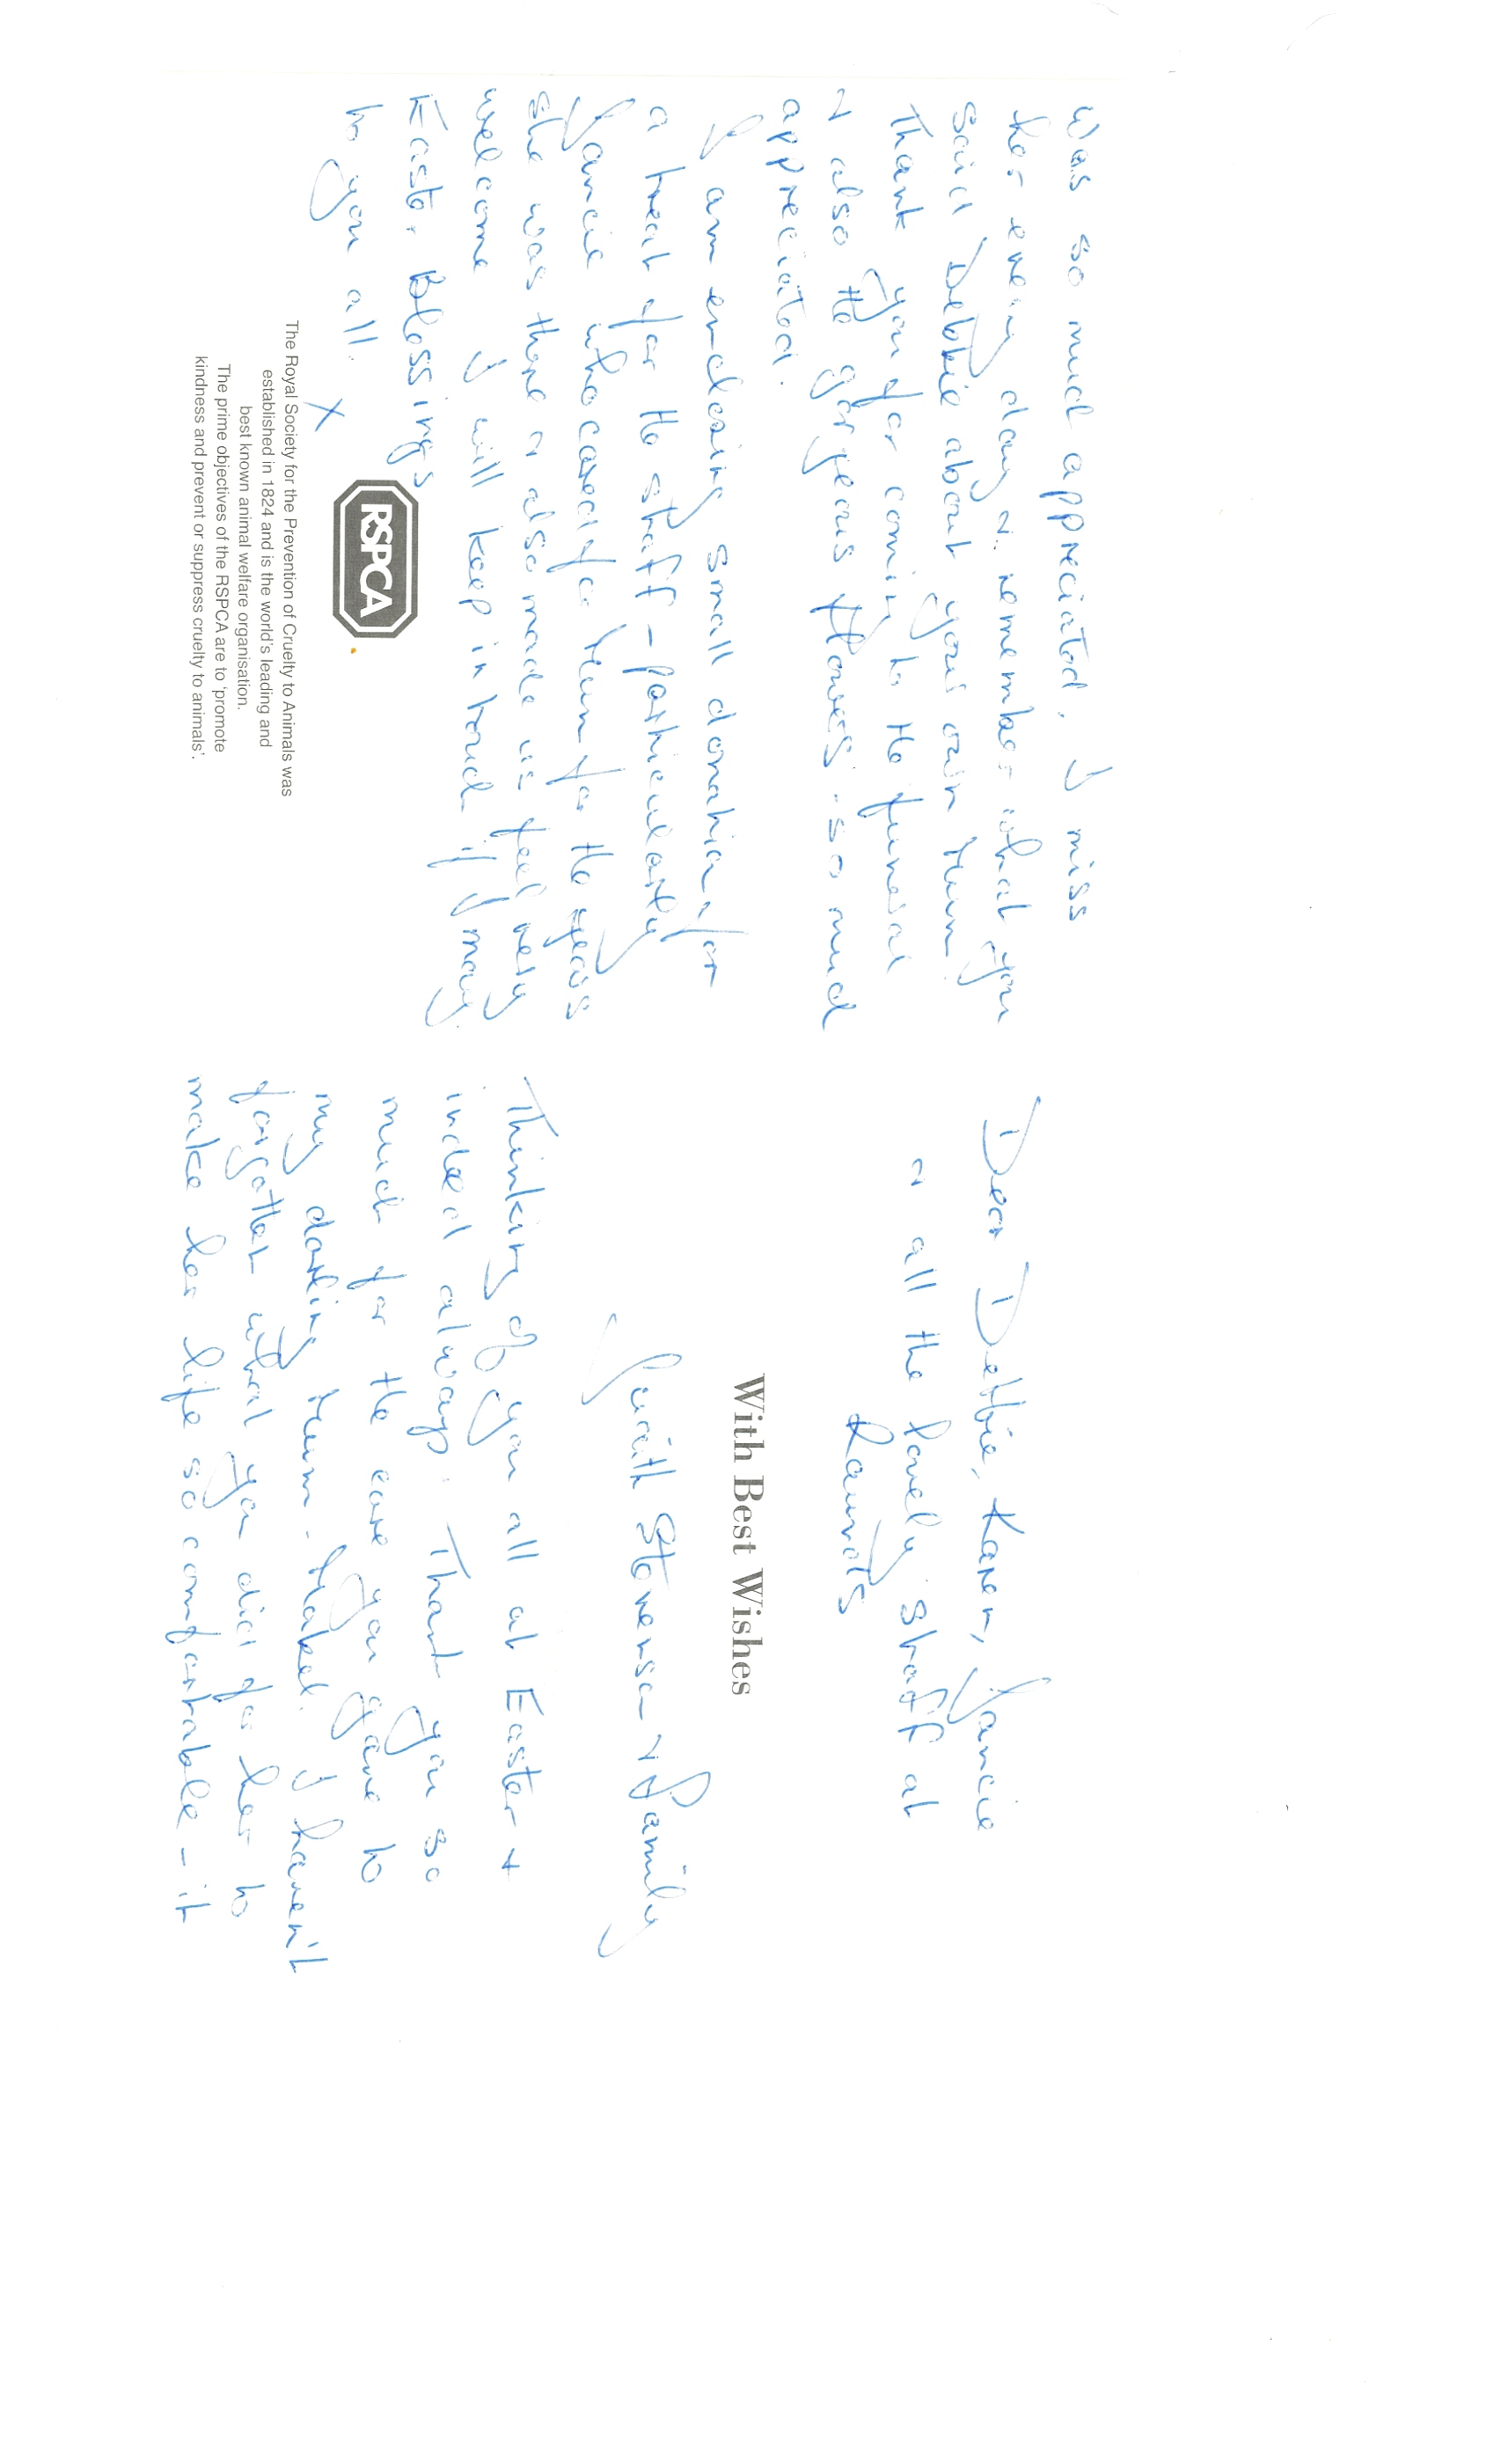 Dear Debbie, Karen, Jancie
& all the lovely staff at
With Best Wishes
Judith & Family
Thinking of you all at Easter &
indeed always. Thank you so
much for the care you gave to
my darling Mum - Mabel. I haven't
forgotten what you did for her to
make her life so comfortable - it
was so much appreciated. I miss
her every day & remember what you
said Debbie about your own Mum.
Thank you for coming to the funeral
& also the gorgeous flowers - so much
appreciated.
I am enclosing small donation for
a treat for the staff - particularly
Jancie who cared for Mum for the years
she was there & also made us feel very
welcome. I will keep in touch if I may.
Easter Blessings
to you all. X
RSPCA
The Royal Society for the Prevention of Cruelty to Animals was
established in 1824 and is the world's leading and
best known animal welfare organisation.
The prime objectives of the RSPCA are to 'promote
kindness and prevent or suppress cruelty to animals'.